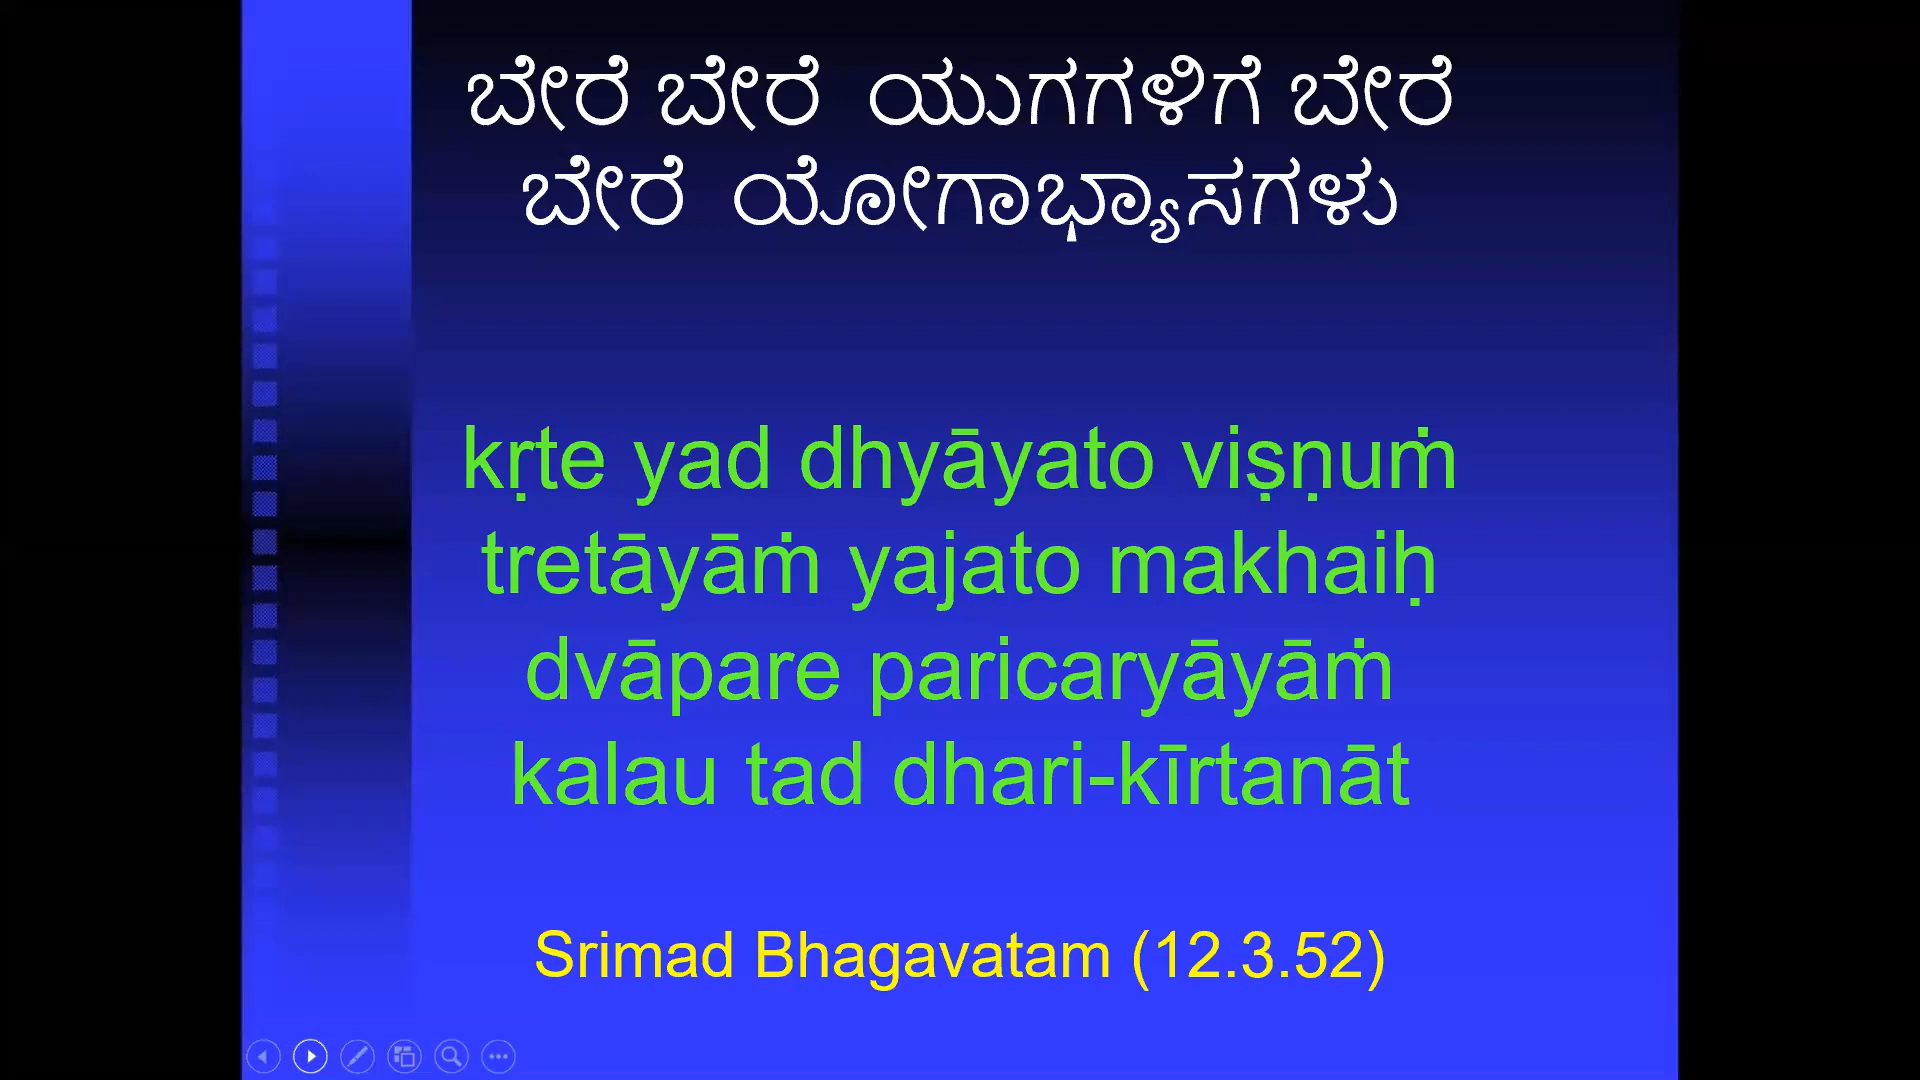 ಬೇರೆ ಬೇರೆ ಯುಗಗಳಿಗೆ ಬೇರೆ
ಬೇರೆ ಯೋಗಾಭ್ಯಾಸಗಳು
kṛte yad dhyāyato viṣṇuṁ
tretāyāṁ yajato makhaiḥ
dvāpare paricaryāyāṁ
kalau tad dhari-kīrtanāt
Srimad Bhagavatam (12.3.52)